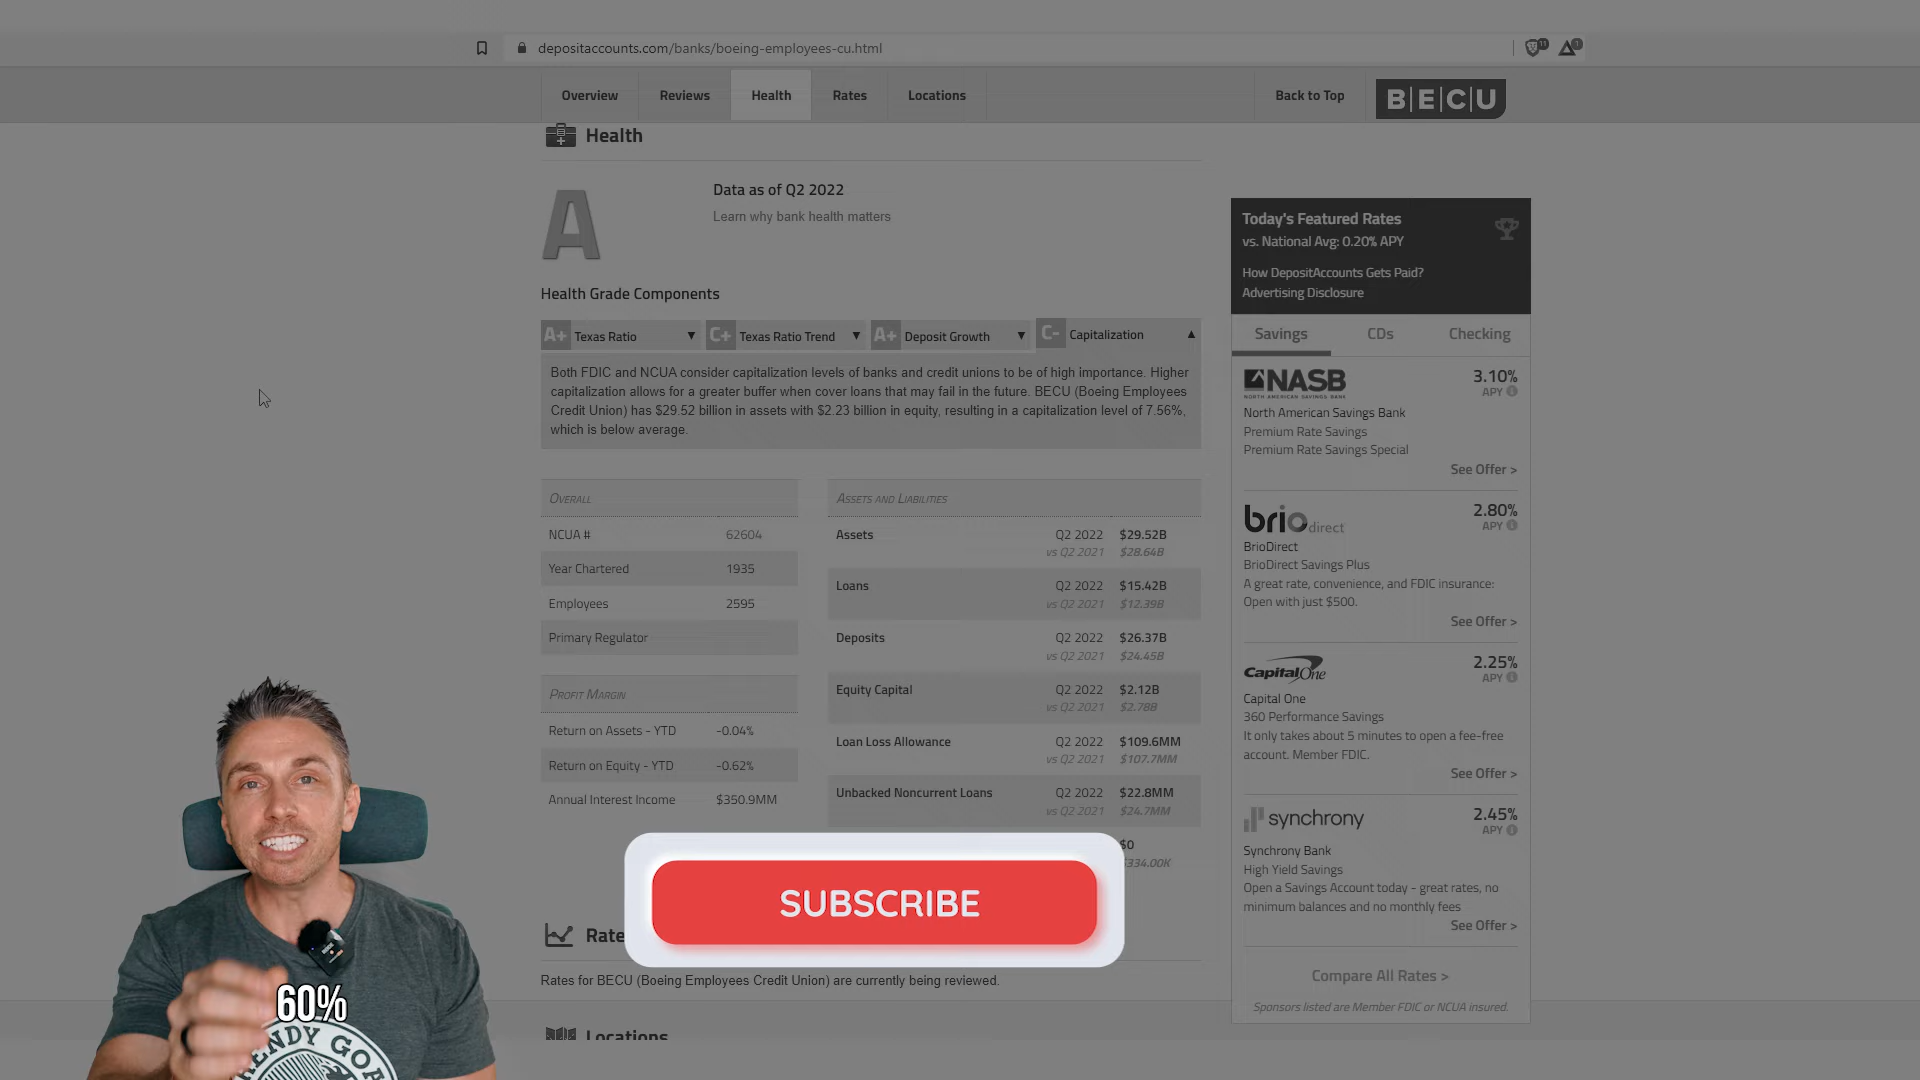 depositaccounts.com/banks/boeing-employees-cu.html
11
1
Overview
Reviews
Health
Rates
Locations
Back to Top
B|E|C|U
Health
A
Data as of Q2 2022
Learn why bank health matters
Health Grade Components
A+ Texas Ratio
C+ Texas Ratio Trend
A+ Deposit Growth
C- Capitalization
Both FDIC and NCUA consider capitalization levels of banks and credit unions to be of high importance. Higher
capitalization allows for a greater buffer when cover loans that may fail in the future. BECU (Boeing Employees
Credit Union) has $29.52 billion in assets with $2.23 billion in equity, resulting in a capitalization level of 7.56%,
which is below average.
Overall
NCUA # 62604
Year Chartered 1935
Employees 2595
Primary Regulator
Profit Margin
Return on Assets - YTD -0.04%
Return on Equity - YTD -0.62%
Annual Interest Income $350.9MM
Assets and Liabilities
Assets Q2 2022 $29.52B
vs Q2 2021 $28.64B
Loans Q2 2022 $15.42B
vs Q2 2021 $12.39B
Deposits Q2 2022 $26.37B
vs Q2 2021 $24.45B
Equity Capital Q2 2022 $2.12B
vs Q2 2021 $2.78B
Loan Loss Allowance Q2 2022 $109.6MM
vs Q2 2021 $107.7MM
Unbacked Noncurrent Loans Q2 2022 $22.8MM
vs Q2 2021 $24.7MM
$0
$334.00K
SUBSCRIBE
Rate
Rates for BECU (Boeing Employees Credit Union) are currently being reviewed.
Locations
Today's Featured Rates
vs. National Avg: 0.20% APY
How DepositAccounts Gets Paid?
Advertising Disclosure
Savings
CDs
Checking
NASB
NORTH AMERICAN SAVINGS BANK
3.10%
APY
North American Savings Bank
Premium Rate Savings
Premium Rate Savings Special
See Offer >
brio direct
2.80%
APY
BrioDirect
BrioDirect Savings Plus
A great rate, convenience, and FDIC insurance:
Open with just $500.
See Offer >
Capital One
2.25%
APY
Capital One
360 Performance Savings
It only takes about 5 minutes to open a fee-free
account. Member FDIC.
See Offer >
synchrony
2.45%
APY
Synchrony Bank
High Yield Savings
Open a Savings Account today - great rates, no
minimum balances and no monthly fees
See Offer >
Compare All Rates >
Sponsors listed are Member FDIC or NCUA insured.
60%
ENDY GOA